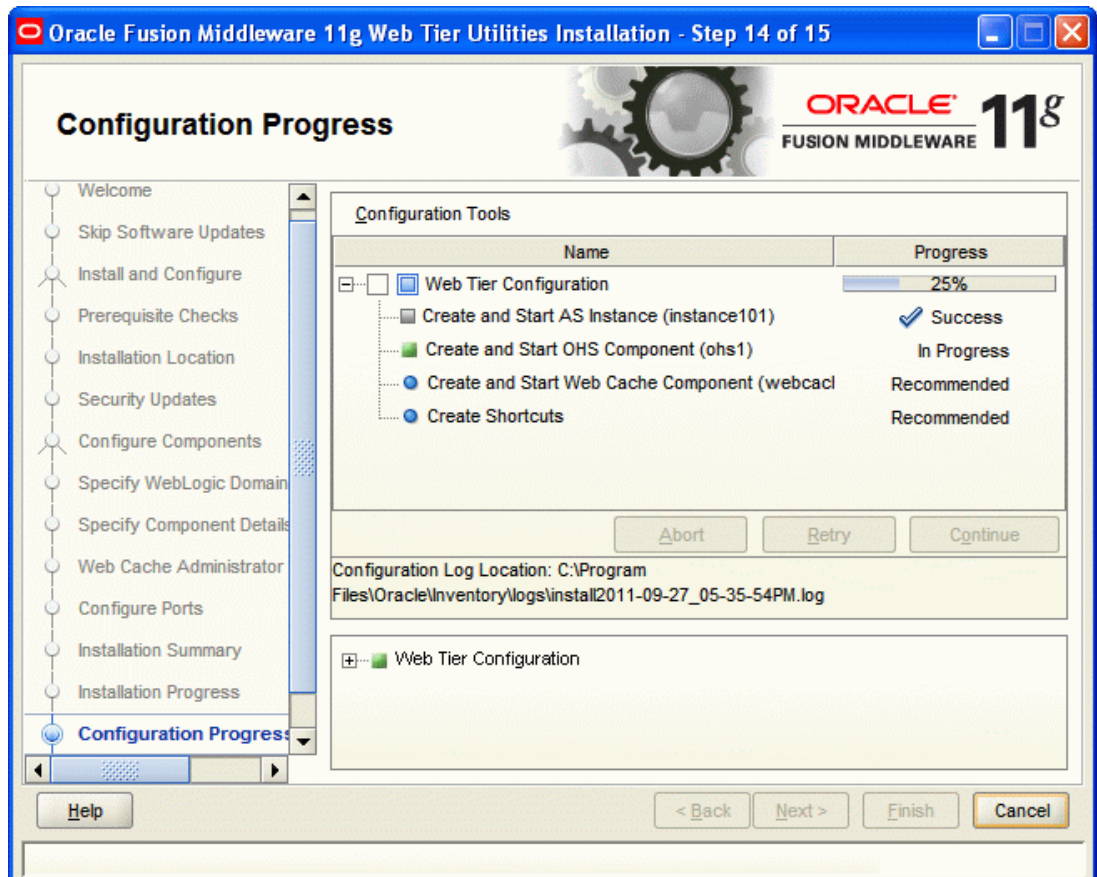 Oracle Fusion Middleware 11g Web Tier Utilities Installation - Step 14 of 15
Configuration Progress
ORACLE
FUSION MIDDLEWARE 11g
Welcome
Skip Software Updates
Install and Configure
Prerequisite Checks
Installation Location
Security Updates
Configure Components
Specify WebLogic Domain
Specify Component Details
Web Cache Administrator
Configure Ports
Installation Summary
Installation Progress
Configuration Progress
Configuration Tools
Name Progress
Web Tier Configuration 25%
Create and Start AS Instance (instance101) Success
Create and Start OHS Component (ohs1) In Progress
Create and Start Web Cache Component (webcacl Recommended
Create Shortcuts Recommended
Abort Retry Continue
Configuration Log Location: C:\Program
Files\Oracle\Inventory\logs\install2011-09-27_05-35-54PM.log
Web Tier Configuration
Help < Back Next > Finish Cancel